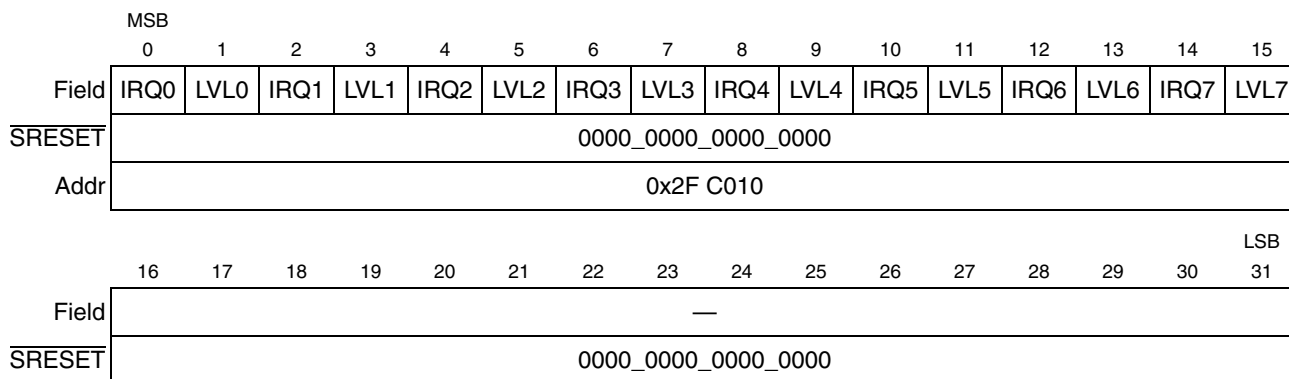 MSB
0 1 2 3 4 5 6 7 8 9 10 11 12 13 14 15
Field IRQ0 LVL0 IRQ1 LVL1 IRQ2 LVL2 IRQ3 LVL3 IRQ4 LVL4 IRQ5 LVL5 IRQ6 LVL6 IRQ7 LVL7
SRESET 0000_0000_0000_0000
Addr 0x2F C010
LSB
16 17 18 19 20 21 22 23 24 25 26 27 28 29 30 31
Field —
SRESET 0000_0000_0000_0000